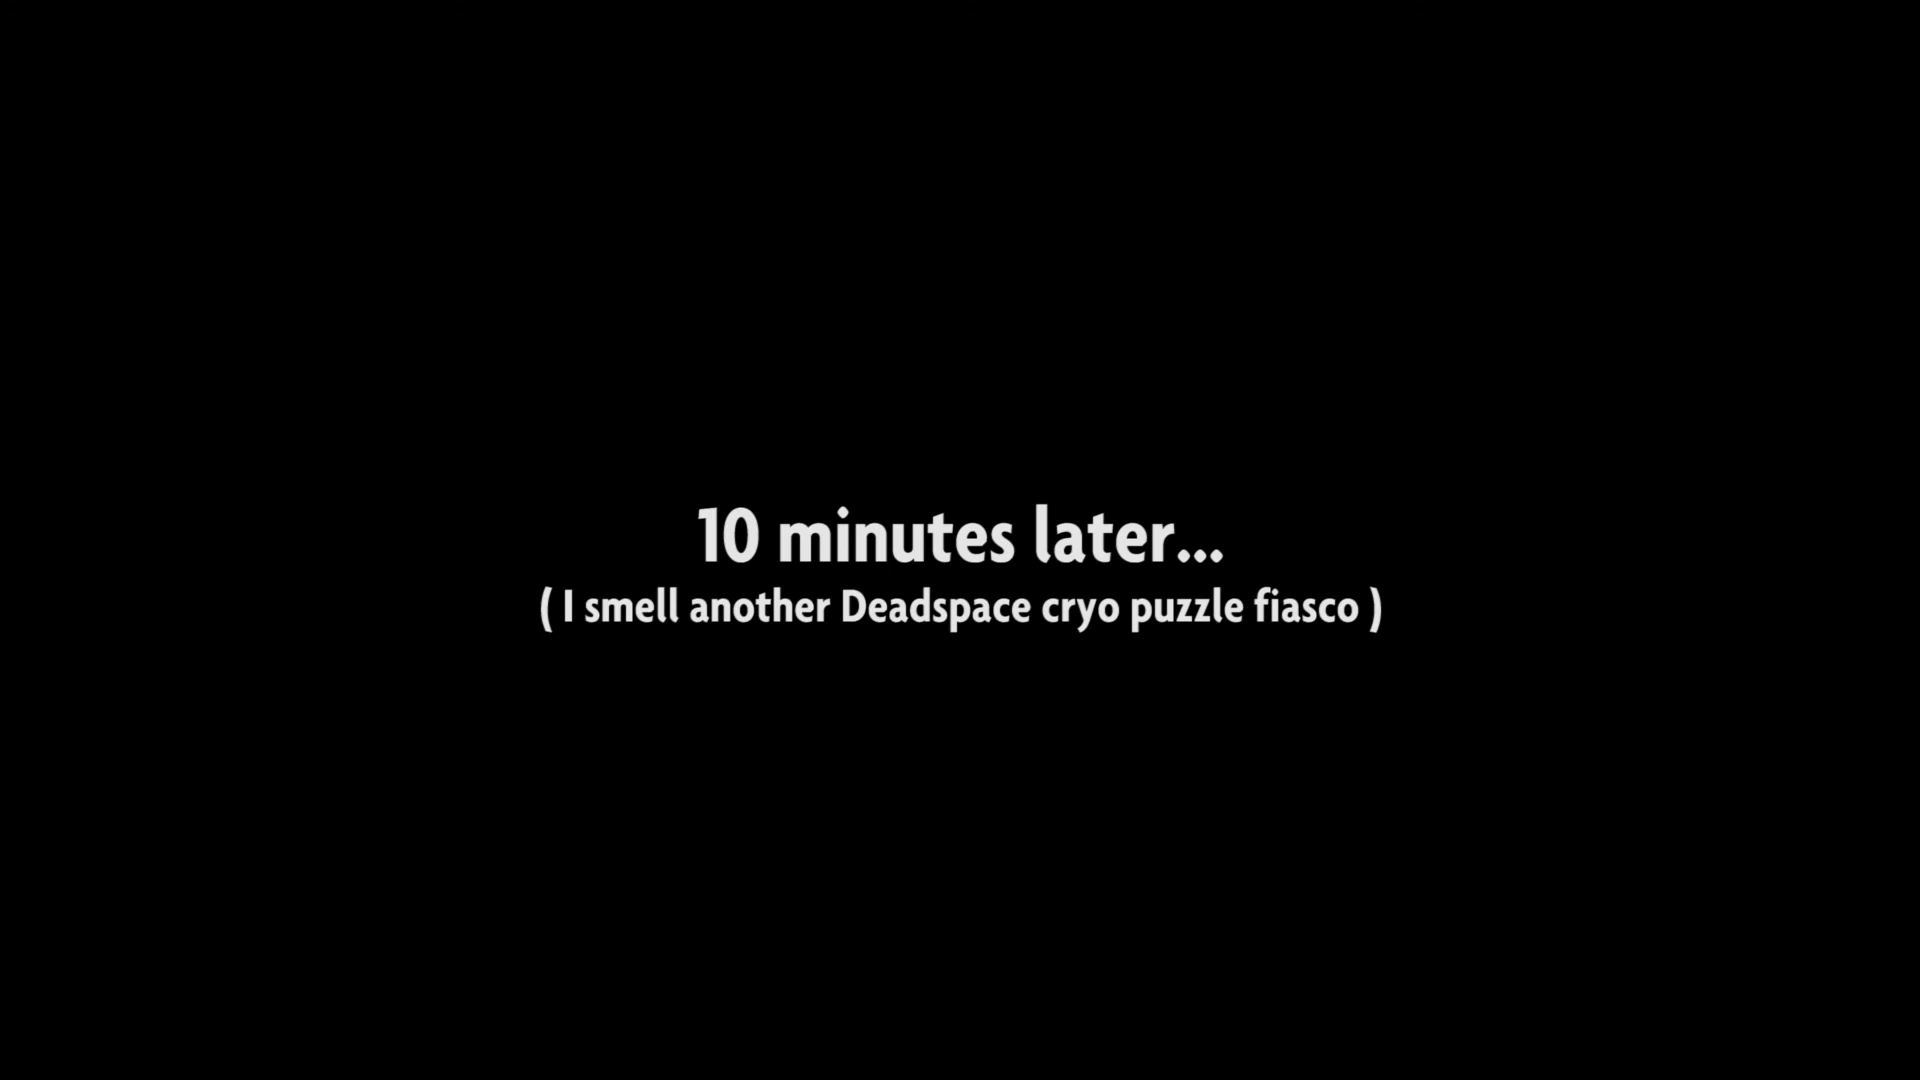 10 minutes later...
( I smell another Deadspace cryo puzzle fiasco )